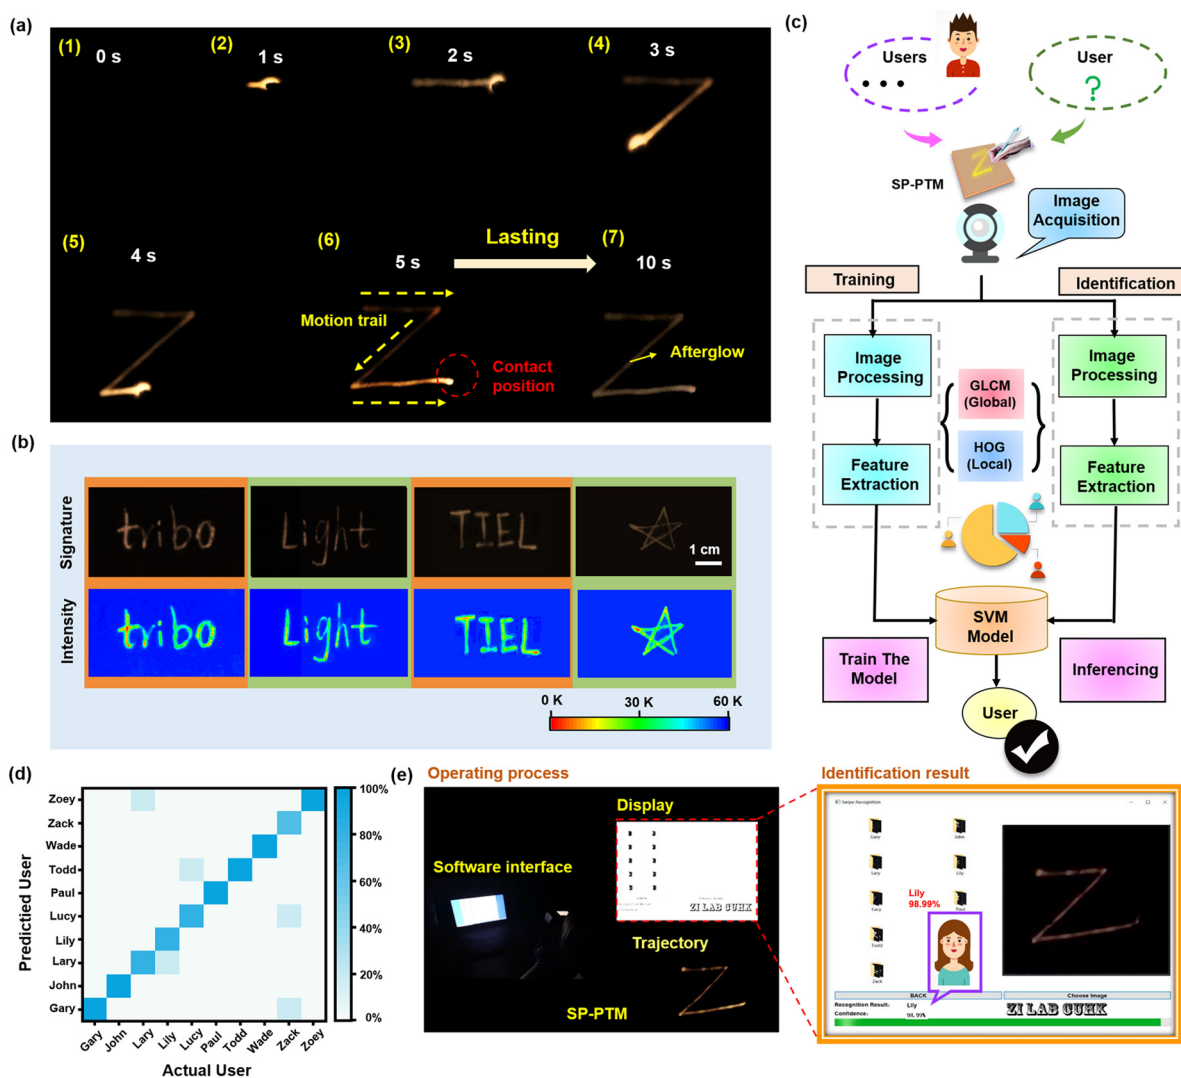 (a)
(1)
0 s
(2)
1 s
(3)
2 s
(4)
3 s
(5)
4 s
(6)
5 s
Lasting
(7)
10 s
Motion trail
Contact
position
Afterglow
(b)
Signature
tribo
Light
TIEL
1 cm
Intensity
tribo
Light
TIEL
0 K
30 K
60 K
(c)
Users
User
?
SP-PTM
Image
Acquisition
Training
Identification
Image
Processing
Image
Processing
GLCM
(Global)
HOG
(Local)
Feature
Extraction
Feature
Extraction
SVM
Model
Train The
Model
Inferencing
User
(d)
Predictied User
Zoey
Zack
Wade
Todd
Paul
Lucy
Lily
Lary
John
Gary
Gary
John
Lary
Lily
Lucy
Paul
Todd
Wade
Zack
Zoey
Actual User
100%
80%
60%
40%
20%
0%
(e)
Operating process
Display
Software interface
ZI LAB CUHK
Trajectory
SP-PTM
Identification result
Swipe Recognition
Gary
John
Lary
Lily
Lucy
Lily
98.99%
Paul
Todd
Zack
BACK
Choose Image
Recognition Result:
Lily
Confidence:
98.99%
ZI LAB CUHK